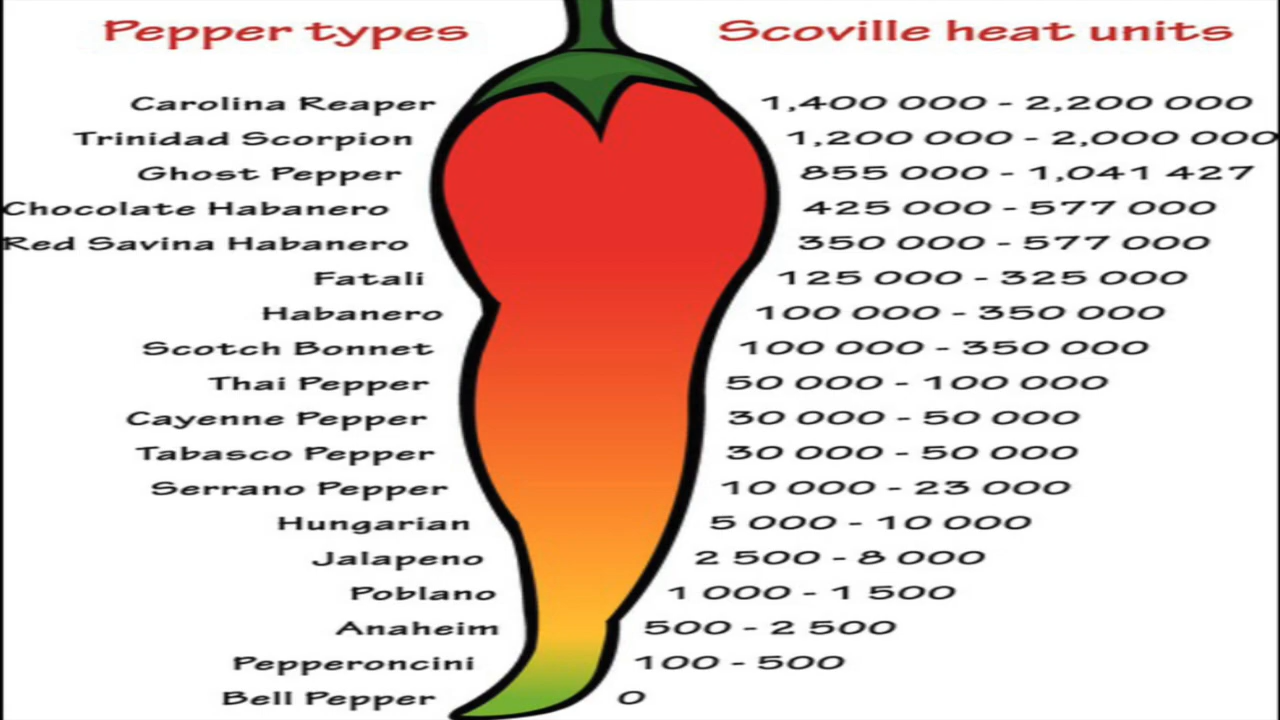 Pepper types Scoville heat units
Carolina Reaper 1,400 000 - 2,200 000
Trinidad Scorpion 1,200 000 - 2,000 000
Ghost Pepper 855 000 - 1,041 427
Chocolate Habanero 425 000 - 577 000
Red Savina Habanero 350 000 - 577 000
Fatali 125 000 - 325 000
Habanero 100 000 - 350 000
Scotch Bonnet 100 000 - 350 000
Thai Pepper 50 000 - 100 000
Cayenne Pepper 30 000 - 50 000
Tabasco Pepper 30 000 - 50 000
Serrano Pepper 10 000 - 23 000
Hungarian 5 000 - 10 000
Jalapeno 2 500 - 8 000
Poblano 1 000 - 1 500
Anaheim 500 - 2 500
Pepperoncini 100 - 500
Bell Pepper 0